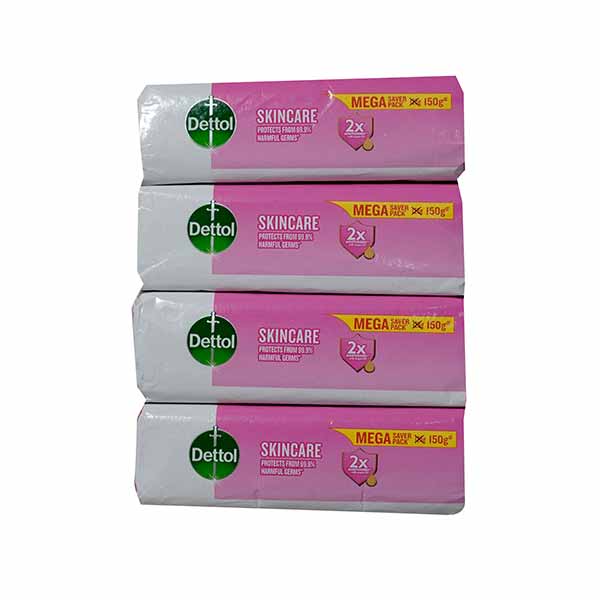 Dettol
SKINCARE
PROTECTS FROM 99.9%
HARMFUL GERMS*
MEGA SAVER PACK 150g#
2x
Dettol
SKINCARE
PROTECTS FROM 99.9%
HARMFUL GERMS*
MEGA SAVER PACK 150g#
2x
Dettol
SKINCARE
PROTECTS FROM 99.9%
HARMFUL GERMS*
MEGA SAVER PACK 150g#
2x
Dettol
SKINCARE
PROTECTS FROM 99.9%
HARMFUL GERMS*
MEGA SAVER PACK 150g#
2x